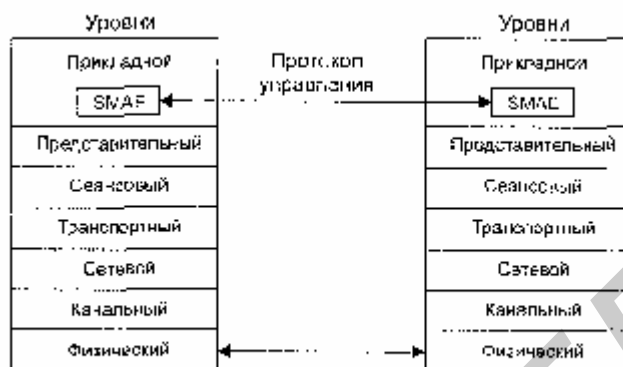 Уровни
Прикладной
SMAE
Представительный
Сеансовый
Транспортный
Сетевой
Канальный
Физический
Протокол
управления
Уровни
Прикладной
SMAE
Представительный
Сеансовый
Транспортный
Сетевой
Канальный
Физический